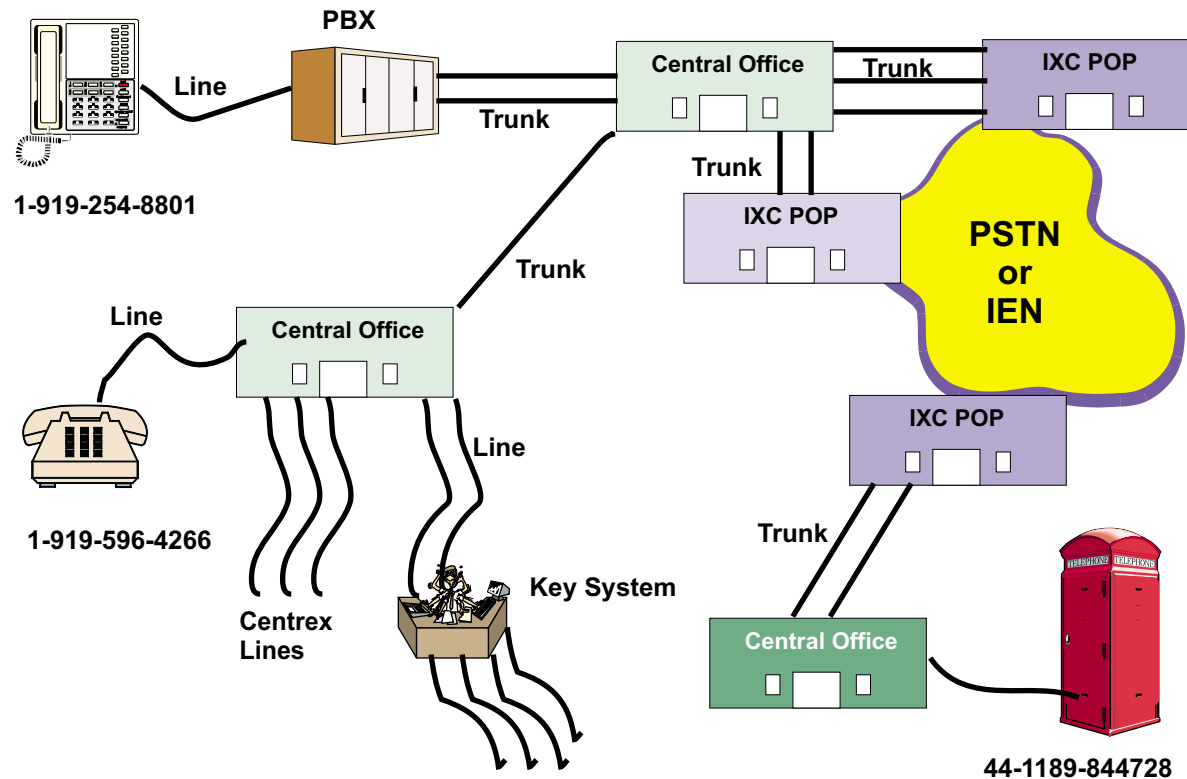 PBX
Line
Trunk
Central Office
Trunk
IXC POP
1-919-254-8801
Trunk
IXC POP
PSTN
or
IEN
Trunk
Line
Central Office
1-919-596-4266
Line
Centrex
Lines
Key System
IXC POP
Trunk
Central Office
TELEPHONE
TELEPHONE
44-1189-844728